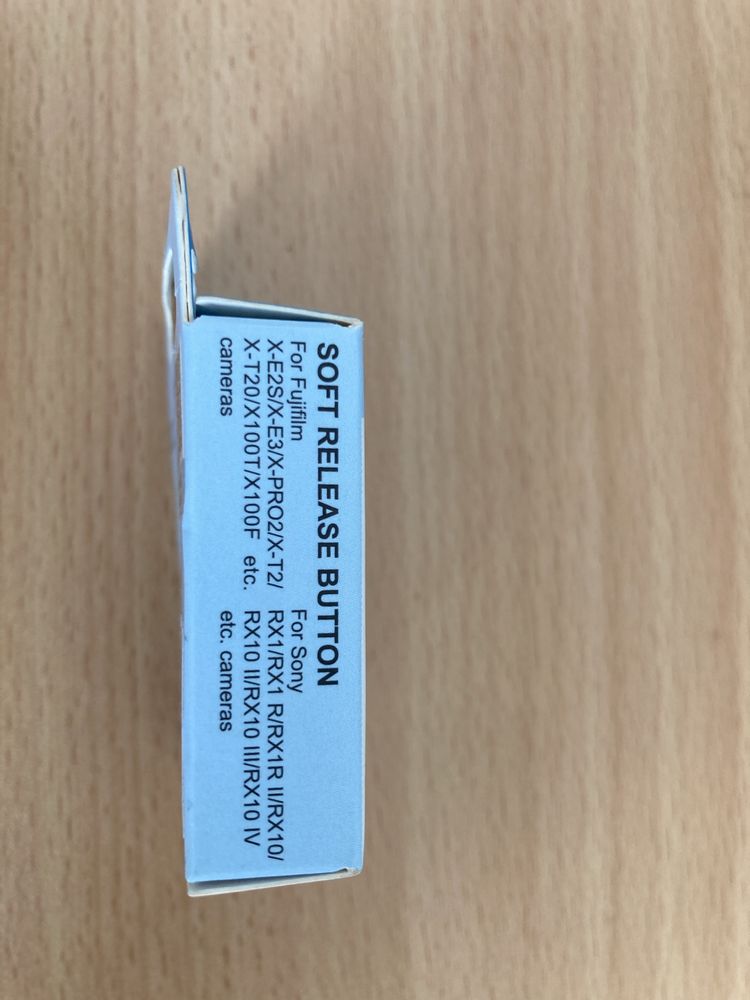 SOFT RELEASE BUTTON
For Fujifilm
X-E2S/X-E3/X-PRO2/X-T2/
X-T20/X100T/X100F etc.
cameras
For Sony
RX1/RX1 R/RX1R II/RX10/
RX10 II/RX10 III/RX10 IV
etc. cameras